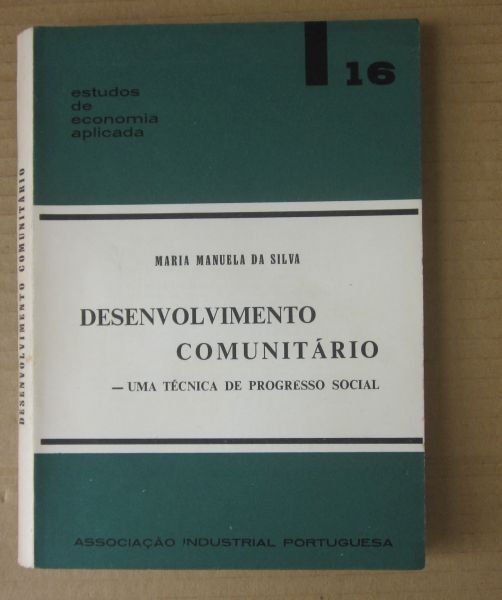 16
estudos
de
economia
aplicada
MARIA MANUELA DA SILVA
DESENVOLVIMENTO
COMUNITÁRIO
— UMA TÉCNICA DE PROGRESSO SOCIAL
ASSOCIAÇÃO INDUSTRIAL PORTUGUESA
DESENVOLVIMENTO COMUNITÁRIO